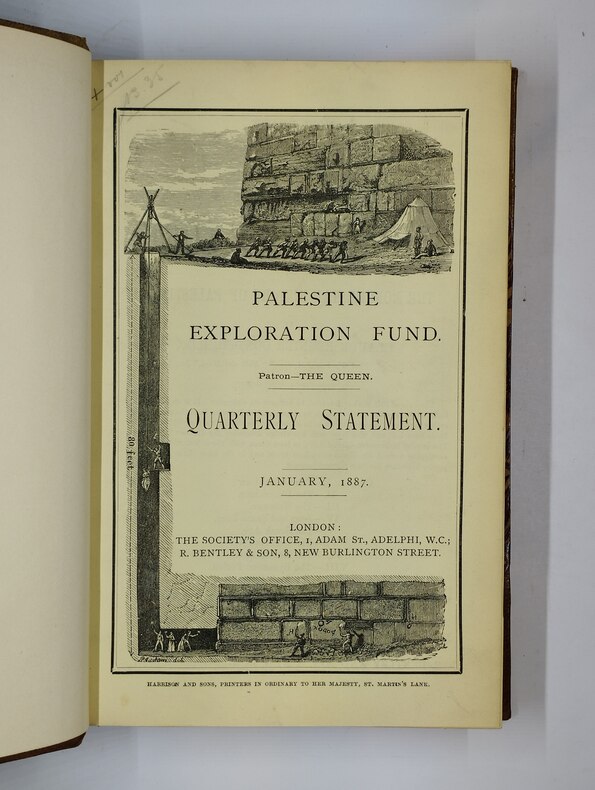 PALESTINE
EXPLORATION FUND.
Patron—THE QUEEN.
QUARTERLY STATEMENT.
JANUARY, 1887.
80 feet
LONDON:
THE SOCIETY'S OFFICE, 1, ADAM ST., ADELPHI, W.C.;
R. BENTLEY & SON, 8, NEW BURLINGTON STREET.
HARRISON AND SONS, PRINTERS IN ORDINARY TO HER MAJESTY, ST. MARTIN'S LANE.